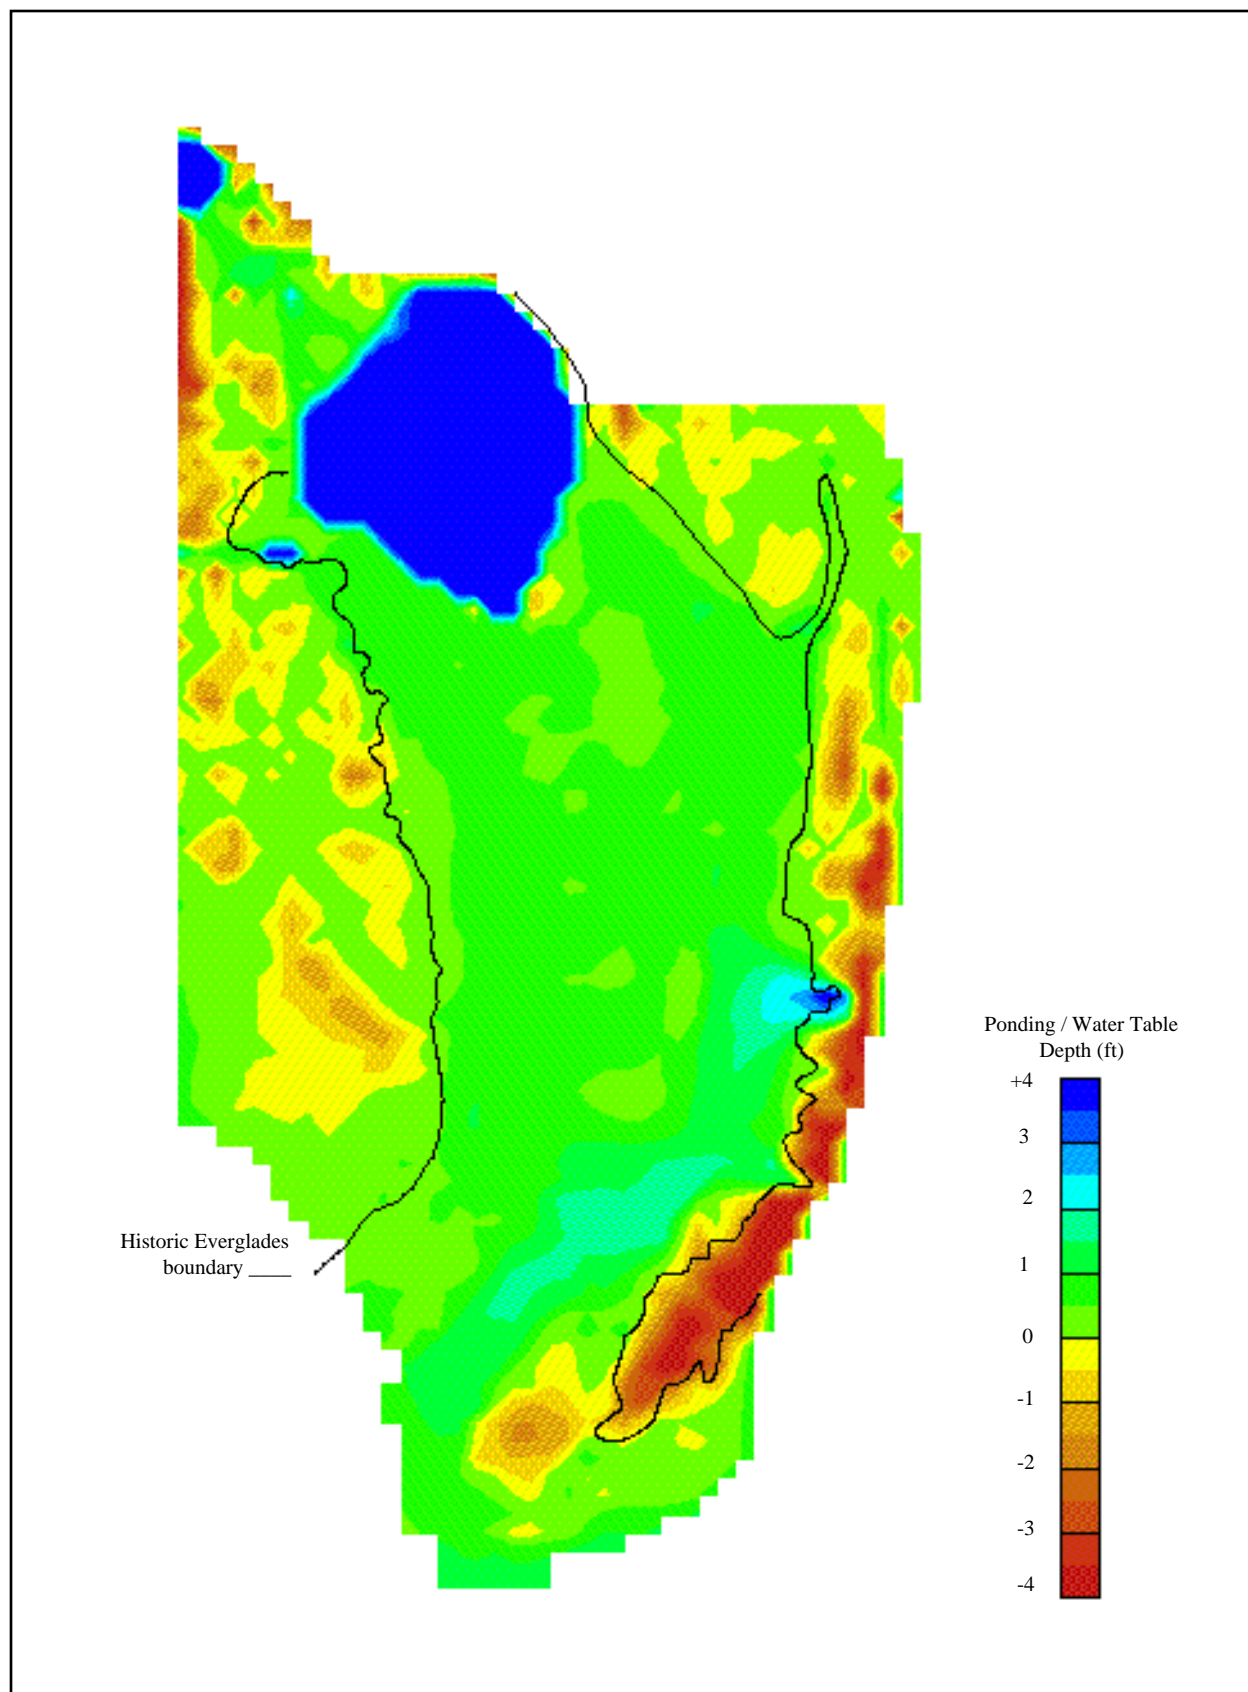 Ponding / Water Table
Depth (ft)
+4
3
2
1
0
-1
-2
-3
-4
Historic Everglades
boundary ____